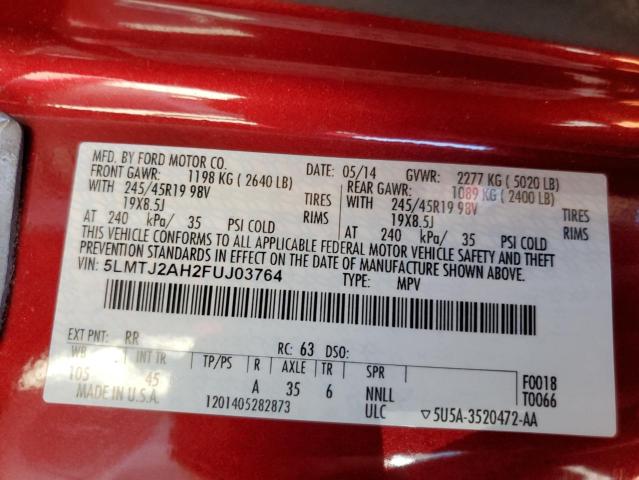 MFD. BY FORD MOTOR CO. DATE: 05/14 GVWR: 2277 KG ( 5020 LB)
FRONT GAWR: 1198 KG ( 2640 LB) REAR GAWR: 1089 KG ( 2400 LB)
WITH 245/45R19 98V TIRES WITH 245/45R19 98V TIRES
19X8.5J RIMS 19X8.5J RIMS
AT 240 kPa/ 35 PSI COLD AT 240 kPa/ 35 PSI COLD
THIS VEHICLE CONFORMS TO ALL APPLICABLE FEDERAL MOTOR VEHICLE SAFETY AND THEFT
PREVENTION STANDARDS IN EFFECT ON THE DATE OF MANUFACTURE SHOWN ABOVE.
VIN: 5LMTJ2AH2FUJ03764 TYPE: MPV
EXT PNT: RR RC: 63 DSO:
WB INT TR TP/PS R AXLE TR SPR F0018
105 45 A 35 6 NNLL T0066
MADE IN U.S.A. 1201405282873 ULC ▽5U5A-3520472-AA